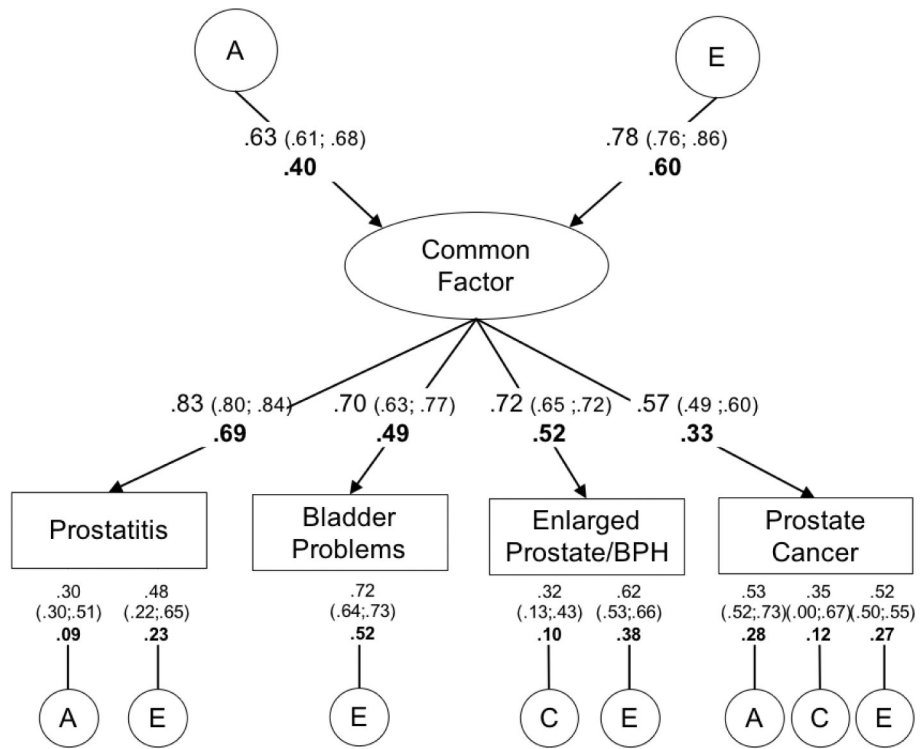 A
E
.63 (.61; .68)
.40
.78 (.76; .86)
.60
Common
Factor
.83 (.80; .84)
.69
.70 (.63; .77)
.49
.72 (.65 ;.72)
.52
.57 (.49 ;.60)
.33
Prostatitis
Bladder
Problems
Enlarged
Prostate/BPH
Prostate
Cancer
.30
(.30;.51)
.09
.48
(.22;.65)
.23
.72
(.64;.73)
.52
.32
(.13;.43)
.10
.62
(.53;.66)
.38
.53
(.52;.73)
.28
.35
(.00;.67)
.12
.52
(.50;.55)
.27
A
E
E
C
E
A
C
E